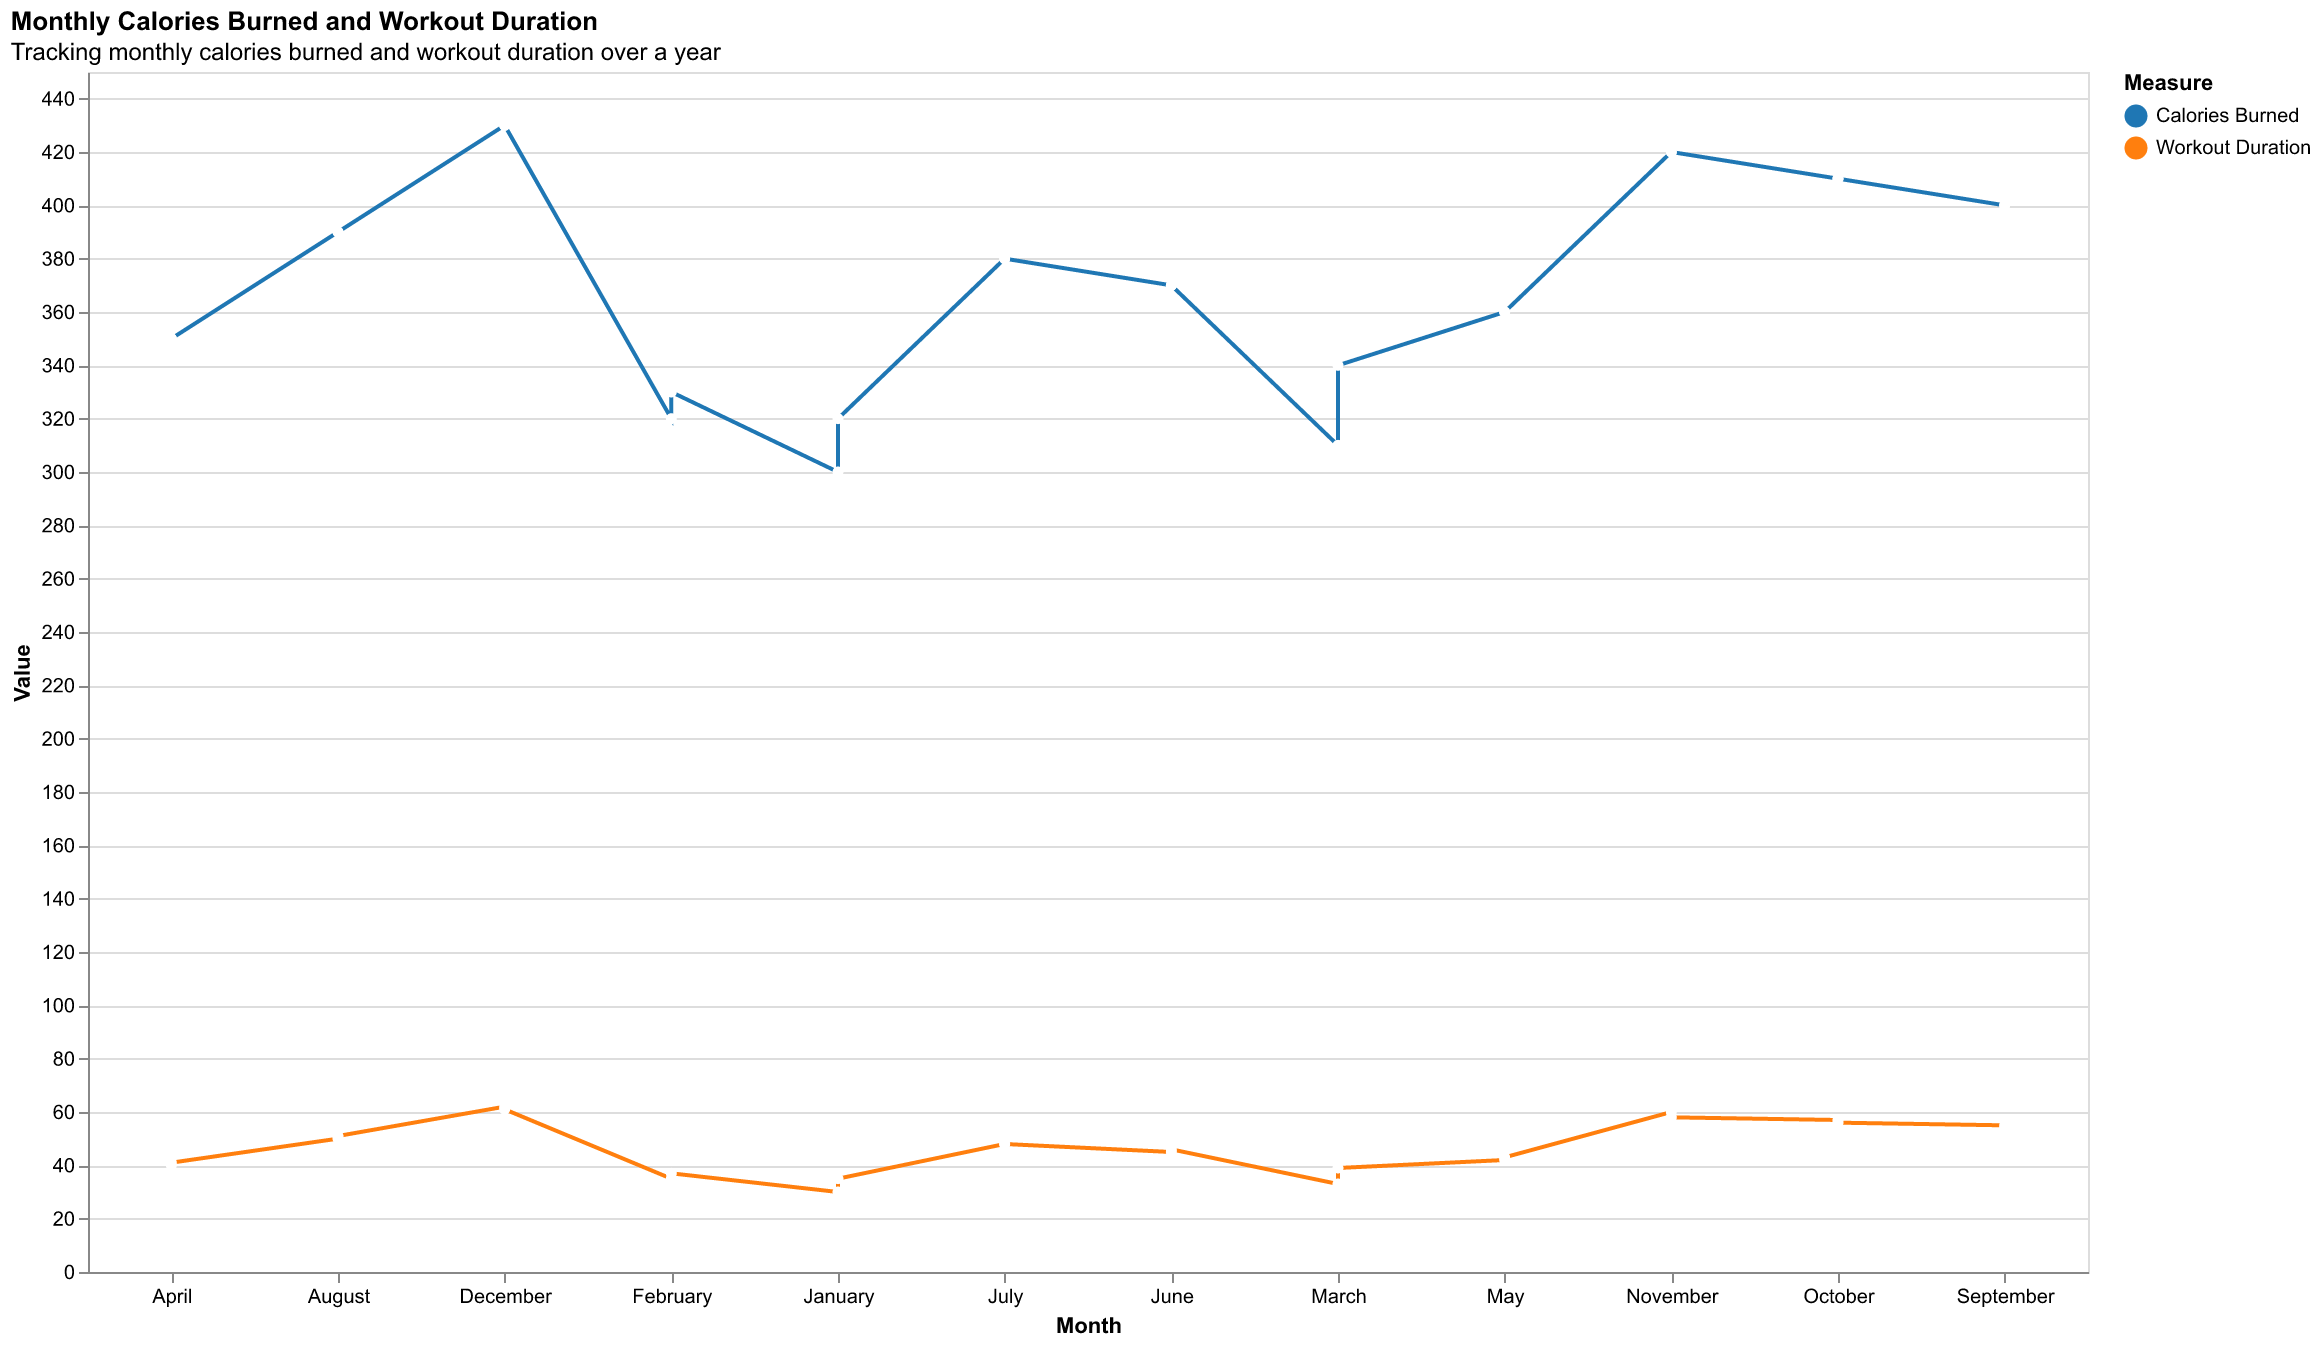 Monthly Calories Burned and Workout Duration
Tracking monthly calories burned and workout duration over a year
Measure
Calories Burned
Workout Duration
440
420
400
380
360
340
320
300
280
260
240
220
200
180
160
140
120
100
80
60
40
20
0
Value
April August December February January July June March May November October September
Month